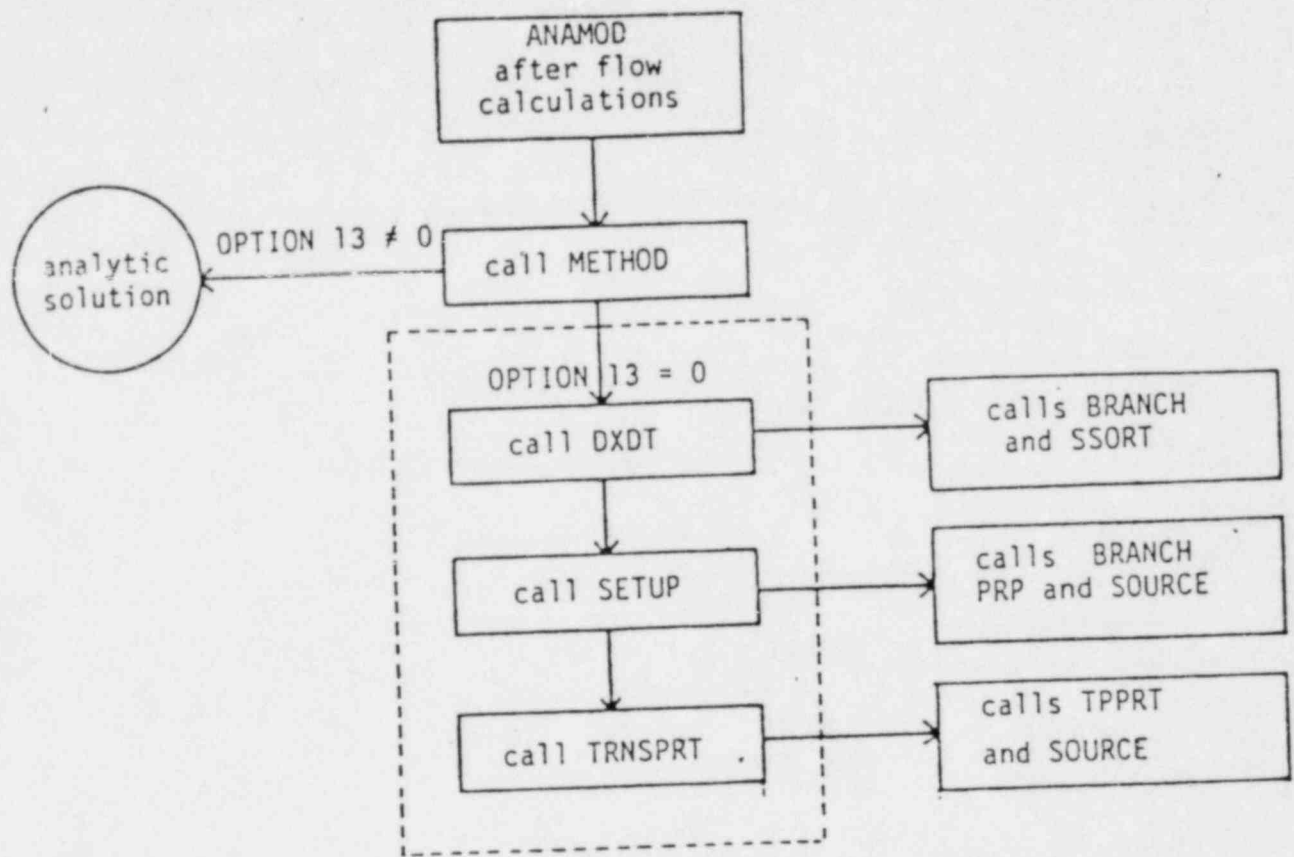 ANAMOD
after flow
calculations
OPTION 13 ≠ 0
call METHOD
analytic
solution
OPTION 13 = 0
call DXDT
calls BRANCH
and SSORT
call SETUP
calls BRANCH
PRP and SOURCE
call TRNSPRT
calls TPPRT
and SOURCE